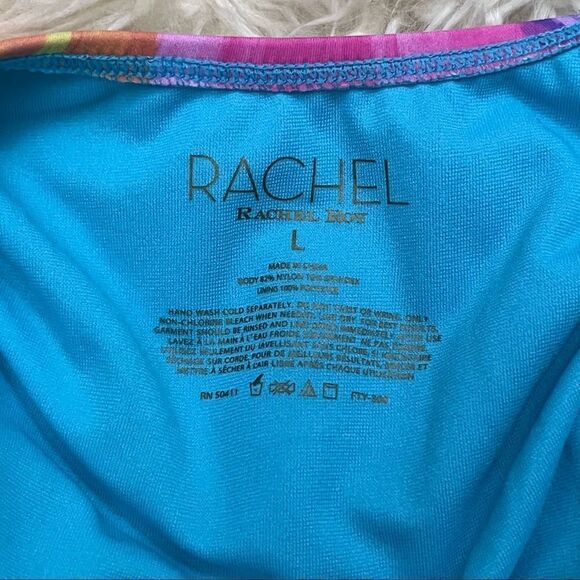 RACHEL
RACHEL ROY
L
MADE IN CHINA
BODY 82% NYLON 18% SPANDEX
LINING 100% POLYESTER
HAND WASH COLD SEPARATELY. DO NOT TWIST OR WRING. ONLY
NON-CHLORINE BLEACH WHEN NEEDED. LINE DRY. FOR BEST RESULTS,
GARMENT SHOULD BE RINSED AND LINE DRIED IMMEDIATELY AFTER USE
LAVEZ À LA MAIN À L'EAU FROIDE SÉPARÉMENT. NE PAS TORDRE.
UTILISEZ SEULEMENT DU JAVELLISANT SANS CHLORE, SI NÉCESSAIRE
SÉCHAGE SUR CORDE. POUR DE MEILLEURS RÉSULTATS, RINCER ET
METTRE À SÉCHER À L'AIR LIBRE APRÈS CHAQUE UTILISATION
RN 50411 FTY-800